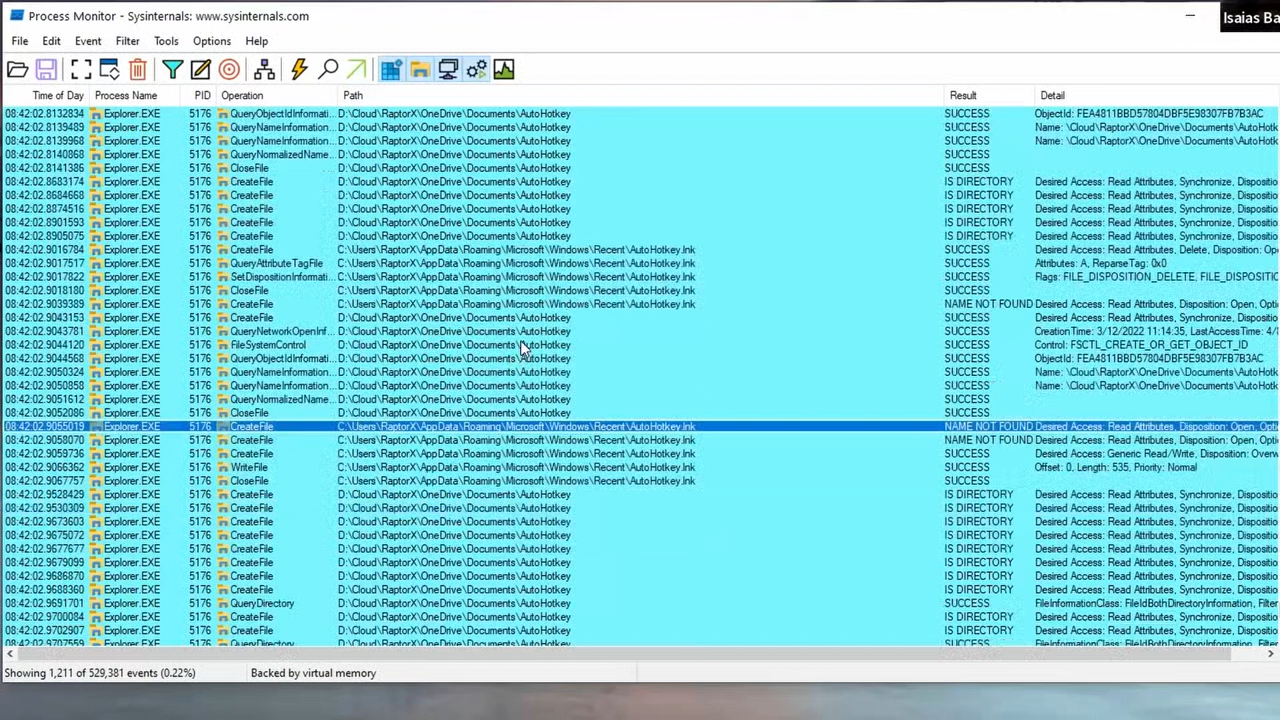 Process Monitor - Sysinternals: www.sysinternals.com
Isaias Ba
File Edit Event Filter Tools Options Help
Time of Day Process Name PID Operation Path Result Detail
08:42:02.8132834 Explorer.EXE 5176 QueryObjectIdInformati... D:\Cloud\RaptorX\OneDrive\Documents\AutoHotkey SUCCESS ObjectId: FEA4811BBD57804DBF5E98307FB7B3AC
08:42:02.8139489 Explorer.EXE 5176 QueryNameInformation... D:\Cloud\RaptorX\OneDrive\Documents\AutoHotkey SUCCESS Name: \Cloud\RaptorX\OneDrive\Documents\AutoHotk
08:42:02.8139968 Explorer.EXE 5176 QueryNameInformation... D:\Cloud\RaptorX\OneDrive\Documents\AutoHotkey SUCCESS Name: \Cloud\RaptorX\OneDrive\Documents\AutoHotk
08:42:02.8140868 Explorer.EXE 5176 QueryNormalizedName... D:\Cloud\RaptorX\OneDrive\Documents\AutoHotkey SUCCESS
08:42:02.8141386 Explorer.EXE 5176 CloseFile D:\Cloud\RaptorX\OneDrive\Documents\AutoHotkey SUCCESS
08:42:02.8683174 Explorer.EXE 5176 CreateFile D:\Cloud\RaptorX\OneDrive\Documents\AutoHotkey IS DIRECTORY Desired Access: Read Attributes, Synchronize, Dispositio
08:42:02.8684668 Explorer.EXE 5176 CreateFile D:\Cloud\RaptorX\OneDrive\Documents\AutoHotkey IS DIRECTORY Desired Access: Read Attributes, Synchronize, Dispositio
08:42:02.8874516 Explorer.EXE 5176 CreateFile D:\Cloud\RaptorX\OneDrive\Documents\AutoHotkey IS DIRECTORY Desired Access: Read Attributes, Synchronize, Dispositio
08:42:02.8901593 Explorer.EXE 5176 CreateFile D:\Cloud\RaptorX\OneDrive\Documents\AutoHotkey IS DIRECTORY Desired Access: Read Attributes, Synchronize, Dispositio
08:42:02.8905075 Explorer.EXE 5176 CreateFile D:\Cloud\RaptorX\OneDrive\Documents\AutoHotkey IS DIRECTORY Desired Access: Read Attributes, Synchronize, Dispositio
08:42:02.9016784 Explorer.EXE 5176 CreateFile C:\Users\RaptorX\AppData\Roaming\Microsoft\Windows\Recent\AutoHotkey.lnk SUCCESS Desired Access: Read Attributes, Delete, Disposition: Ope
08:42:02.9017517 Explorer.EXE 5176 QueryAttributeTagFile C:\Users\RaptorX\AppData\Roaming\Microsoft\Windows\Recent\AutoHotkey.lnk SUCCESS Attributes: A, ReparseTag: 0x0
08:42:02.9017822 Explorer.EXE 5176 SetDispositionInformati... C:\Users\RaptorX\AppData\Roaming\Microsoft\Windows\Recent\AutoHotkey.lnk SUCCESS Flags: FILE_DISPOSITION_DELETE, FILE_DISPOSITIO
08:42:02.9018180 Explorer.EXE 5176 CloseFile C:\Users\RaptorX\AppData\Roaming\Microsoft\Windows\Recent\AutoHotkey.lnk SUCCESS
08:42:02.9039389 Explorer.EXE 5176 CreateFile C:\Users\RaptorX\AppData\Roaming\Microsoft\Windows\Recent\AutoHotkey.lnk NAME NOT FOUND Desired Access: Read Attributes, Disposition: Open, Opti
08:42:02.9043153 Explorer.EXE 5176 CreateFile D:\Cloud\RaptorX\OneDrive\Documents\AutoHotkey SUCCESS Desired Access: Read Attributes, Synchronize, Dispositio
08:42:02.9043781 Explorer.EXE 5176 QueryNetworkOpenInf... D:\Cloud\RaptorX\OneDrive\Documents\AutoHotkey SUCCESS CreationTime: 3/12/2022 11:14:35, LastAccessTime: 4/
08:42:02.9044120 Explorer.EXE 5176 FileSystemControl D:\Cloud\RaptorX\OneDrive\Documents\AutoHotkey SUCCESS Control: FSCTL_CREATE_OR_GET_OBJECT_ID
08:42:02.9044568 Explorer.EXE 5176 QueryObjectIdInformati... D:\Cloud\RaptorX\OneDrive\Documents\AutoHotkey SUCCESS ObjectId: FEA4811BBD57804DBF5E98307FB7B3AC
08:42:02.9050324 Explorer.EXE 5176 QueryNameInformation... D:\Cloud\RaptorX\OneDrive\Documents\AutoHotkey SUCCESS Name: \Cloud\RaptorX\OneDrive\Documents\AutoHotk
08:42:02.9050858 Explorer.EXE 5176 QueryNameInformation... D:\Cloud\RaptorX\OneDrive\Documents\AutoHotkey SUCCESS Name: \Cloud\RaptorX\OneDrive\Documents\AutoHotk
08:42:02.9051612 Explorer.EXE 5176 QueryNormalizedName... D:\Cloud\RaptorX\OneDrive\Documents\AutoHotkey SUCCESS
08:42:02.9052086 Explorer.EXE 5176 CloseFile D:\Cloud\RaptorX\OneDrive\Documents\AutoHotkey SUCCESS
08:42:02.9055019 Explorer.EXE 5176 CreateFile C:\Users\RaptorX\AppData\Roaming\Microsoft\Windows\Recent\AutoHotkey.lnk NAME NOT FOUND Desired Access: Read Attributes, Disposition: Open, Opti
08:42:02.9058070 Explorer.EXE 5176 CreateFile C:\Users\RaptorX\AppData\Roaming\Microsoft\Windows\Recent\AutoHotkey.lnk NAME NOT FOUND Desired Access: Read Attributes, Disposition: Open, Opti
08:42:02.9059736 Explorer.EXE 5176 CreateFile C:\Users\RaptorX\AppData\Roaming\Microsoft\Windows\Recent\AutoHotkey.lnk SUCCESS Desired Access: Generic Read/Write, Disposition: Overw
08:42:02.9066362 Explorer.EXE 5176 WriteFile C:\Users\RaptorX\AppData\Roaming\Microsoft\Windows\Recent\AutoHotkey.lnk SUCCESS Offset: 0, Length: 535, Priority: Normal
08:42:02.9067757 Explorer.EXE 5176 CloseFile C:\Users\RaptorX\AppData\Roaming\Microsoft\Windows\Recent\AutoHotkey.lnk SUCCESS
08:42:02.9528429 Explorer.EXE 5176 CreateFile D:\Cloud\RaptorX\OneDrive\Documents\AutoHotkey IS DIRECTORY Desired Access: Read Attributes, Synchronize, Dispositio
08:42:02.9530309 Explorer.EXE 5176 CreateFile D:\Cloud\RaptorX\OneDrive\Documents\AutoHotkey IS DIRECTORY Desired Access: Read Attributes, Synchronize, Dispositio
08:42:02.9673603 Explorer.EXE 5176 CreateFile D:\Cloud\RaptorX\OneDrive\Documents\AutoHotkey IS DIRECTORY Desired Access: Read Attributes, Synchronize, Dispositio
08:42:02.9675072 Explorer.EXE 5176 CreateFile D:\Cloud\RaptorX\OneDrive\Documents\AutoHotkey IS DIRECTORY Desired Access: Read Attributes, Synchronize, Dispositio
08:42:02.9677677 Explorer.EXE 5176 CreateFile D:\Cloud\RaptorX\OneDrive\Documents\AutoHotkey IS DIRECTORY Desired Access: Read Attributes, Synchronize, Dispositio
08:42:02.9679099 Explorer.EXE 5176 CreateFile D:\Cloud\RaptorX\OneDrive\Documents\AutoHotkey IS DIRECTORY Desired Access: Read Attributes, Synchronize, Dispositio
08:42:02.9686870 Explorer.EXE 5176 CreateFile D:\Cloud\RaptorX\OneDrive\Documents\AutoHotkey IS DIRECTORY Desired Access: Read Attributes, Synchronize, Dispositio
08:42:02.9688360 Explorer.EXE 5176 CreateFile D:\Cloud\RaptorX\OneDrive\Documents\AutoHotkey IS DIRECTORY Desired Access: Read Attributes, Synchronize, Dispositio
08:42:02.9691701 Explorer.EXE 5176 QueryDirectory D:\Cloud\RaptorX\OneDrive\Documents\AutoHotkey SUCCESS FileInformationClass: FileIdBothDirectoryInformation, Filter
08:42:02.9700084 Explorer.EXE 5176 CreateFile D:\Cloud\RaptorX\OneDrive\Documents\AutoHotkey IS DIRECTORY Desired Access: Read Attributes, Synchronize, Dispositio
08:42:02.9702907 Explorer.EXE 5176 CreateFile D:\Cloud\RaptorX\OneDrive\Documents\AutoHotkey IS DIRECTORY Desired Access: Read Attributes, Synchronize, Dispositio
08:42:02.9707559 Explorer.EXE 5176 QueryDirectory D:\Cloud\RaptorX\OneDrive\Documents\AutoHotkey SUCCESS FileInformationClass: FileIdBothDirectoryInformation, Filter
Showing 1,211 of 529,381 events (0.22%) Backed by virtual memory